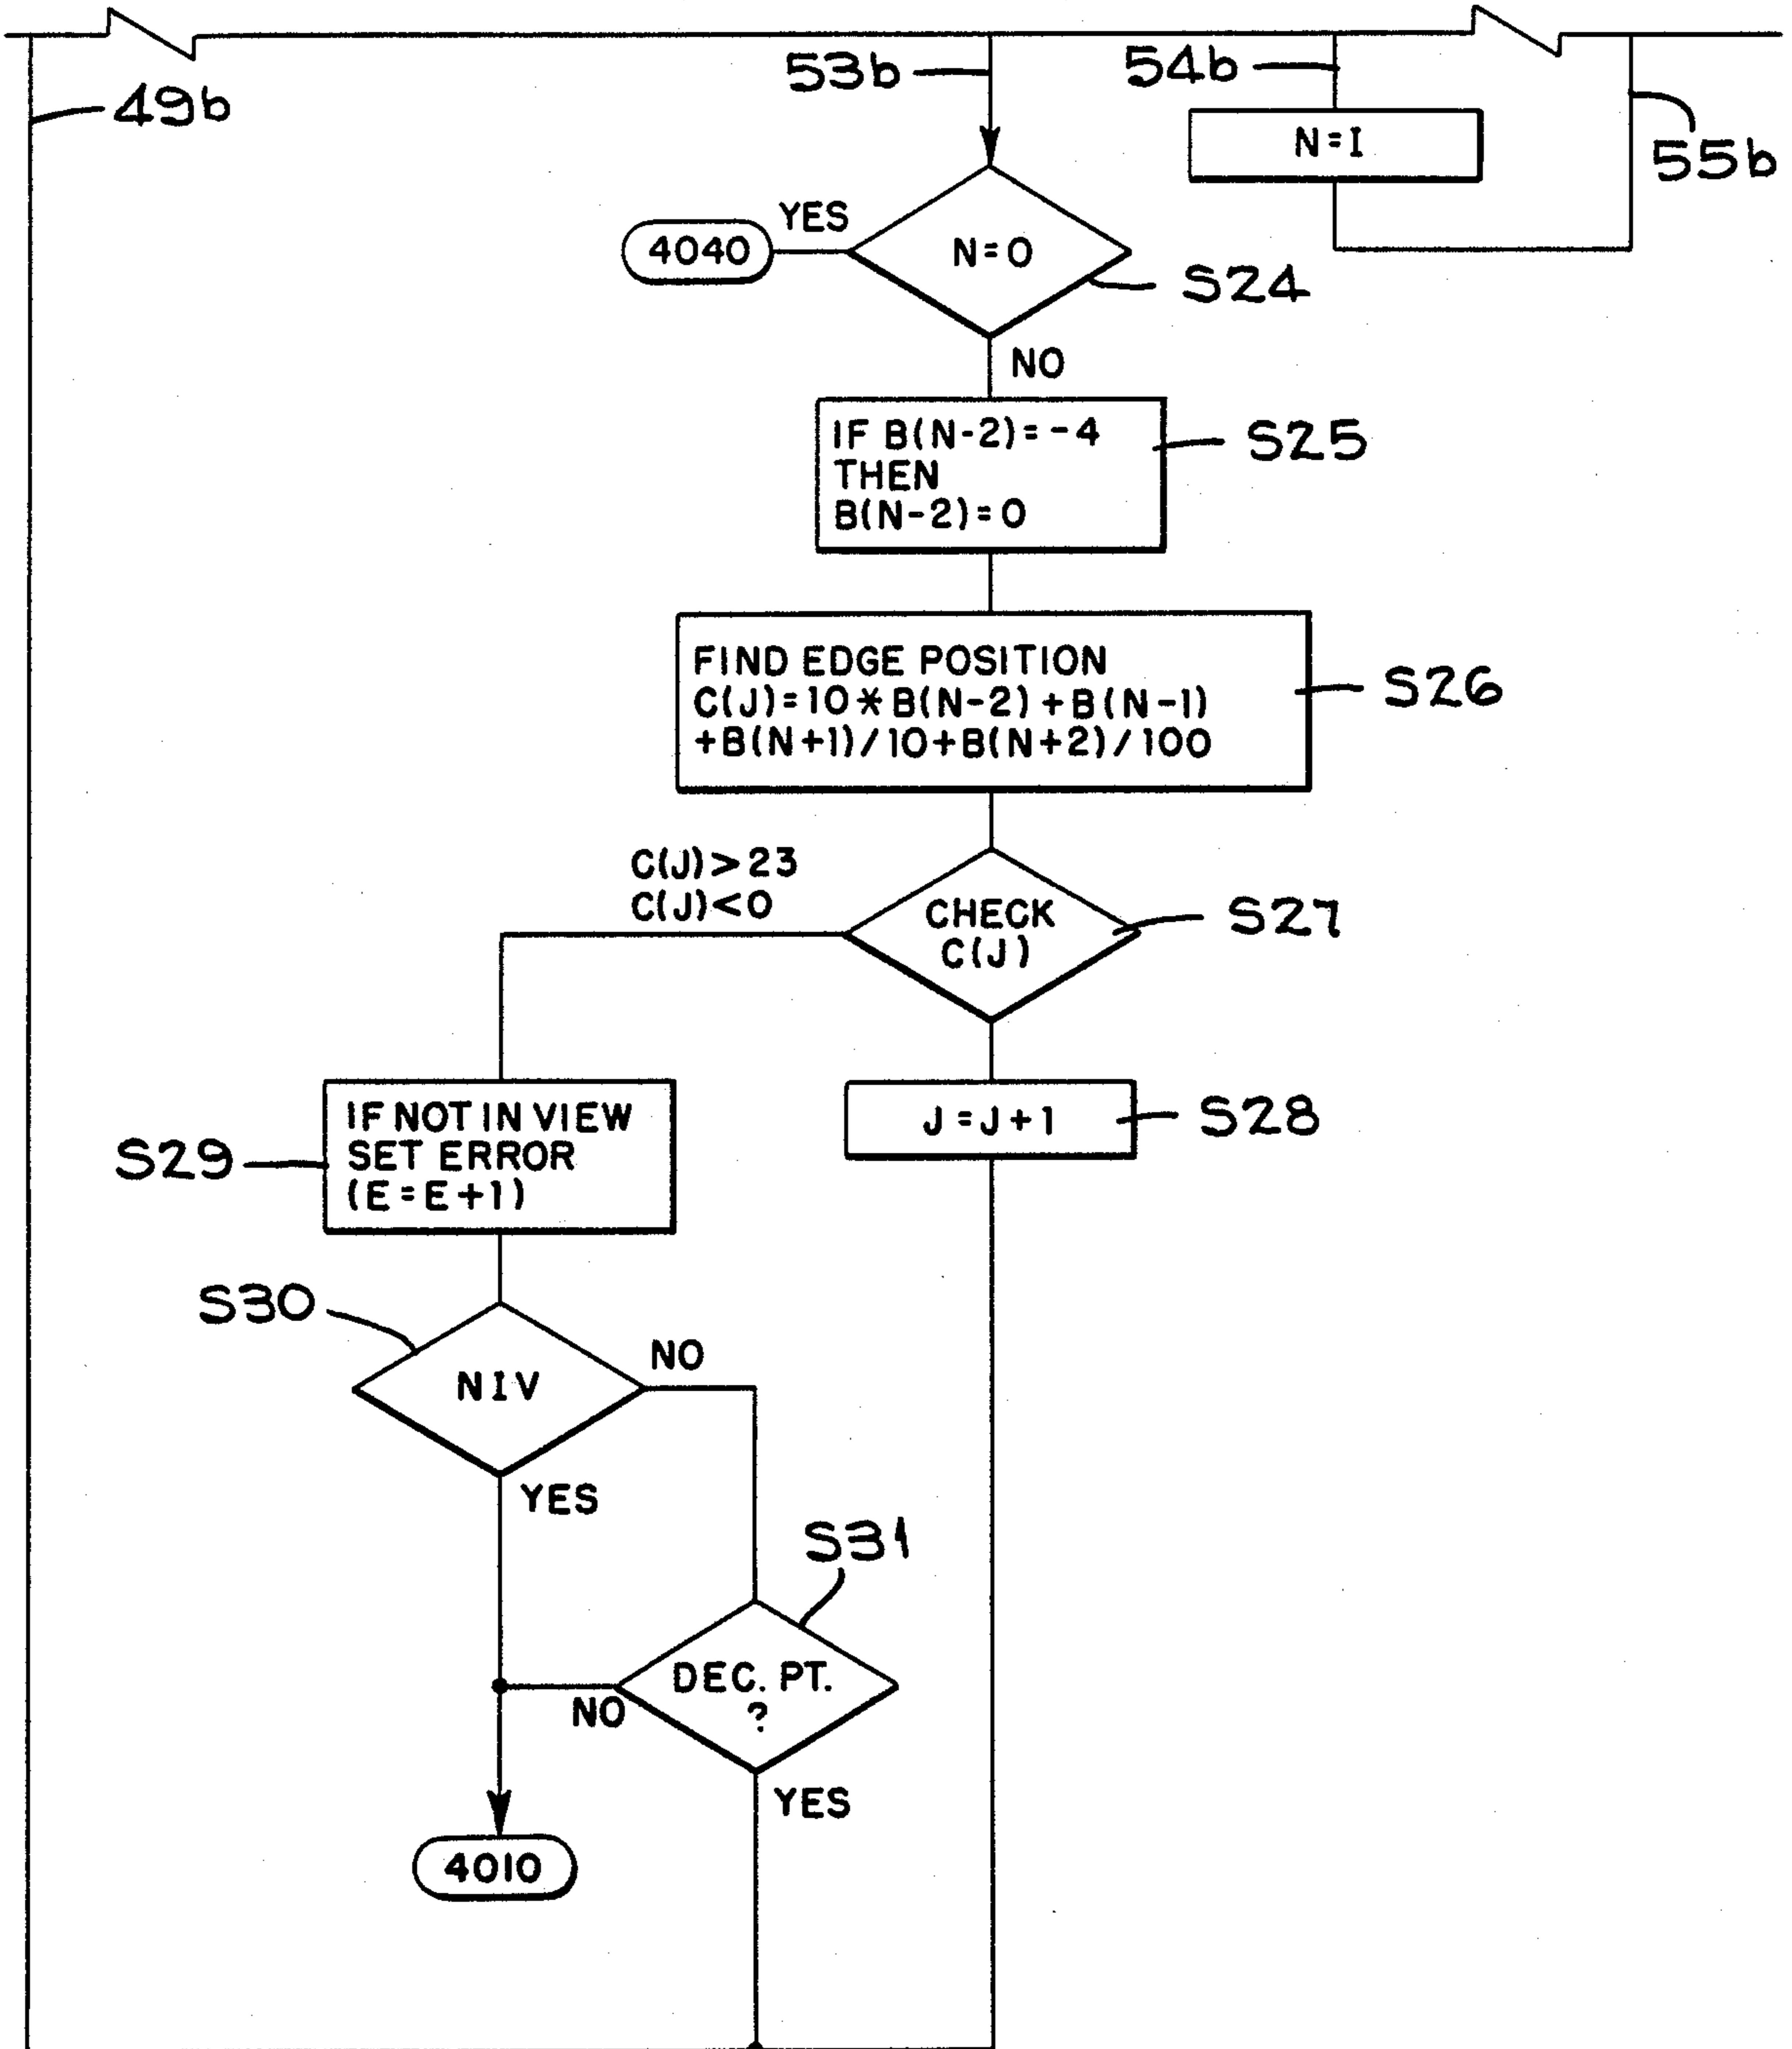 53b
54b
49b
N=I
55b
YES
4040
N=0
S24
NO
IF B(N-2)=-4
THEN
B(N-2)=0
S25
FIND EDGE POSITION
C(J)=10*B(N-2)+B(N-1)
+B(N+1)/10+B(N+2)/100
S26
C(J)>23
C(J)<0
CHECK
C(J)
S27
IF NOT IN VIEW
SET ERROR
(E=E+1)
S29
J=J+1
S28
S30
NIV
NO
YES
S31
DEC. PT.
?
NO
YES
4010